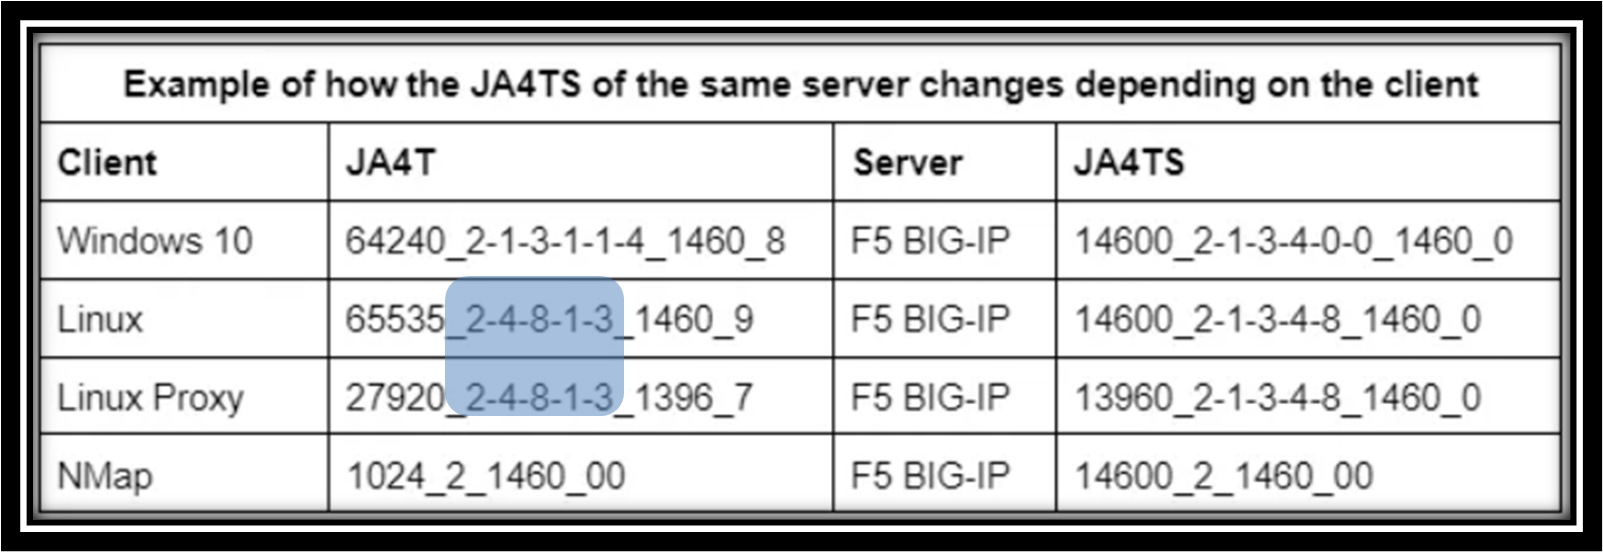 Example of how the JA4TS of the same server changes depending on the client
Client JA4T Server JA4TS
Windows 10 64240_2-1-3-1-1-4_1460_8 F5 BIG-IP 14600_2-1-3-4-0-0_1460_0
Linux 65535_2-4-8-1-3_1460_9 F5 BIG-IP 14600_2-1-3-4-8_1460_0
Linux Proxy 27920_2-4-8-1-3_1396_7 F5 BIG-IP 13960_2-1-3-4-8_1460_0
NMap 1024_2_1460_00 F5 BIG-IP 14600_2_1460_00